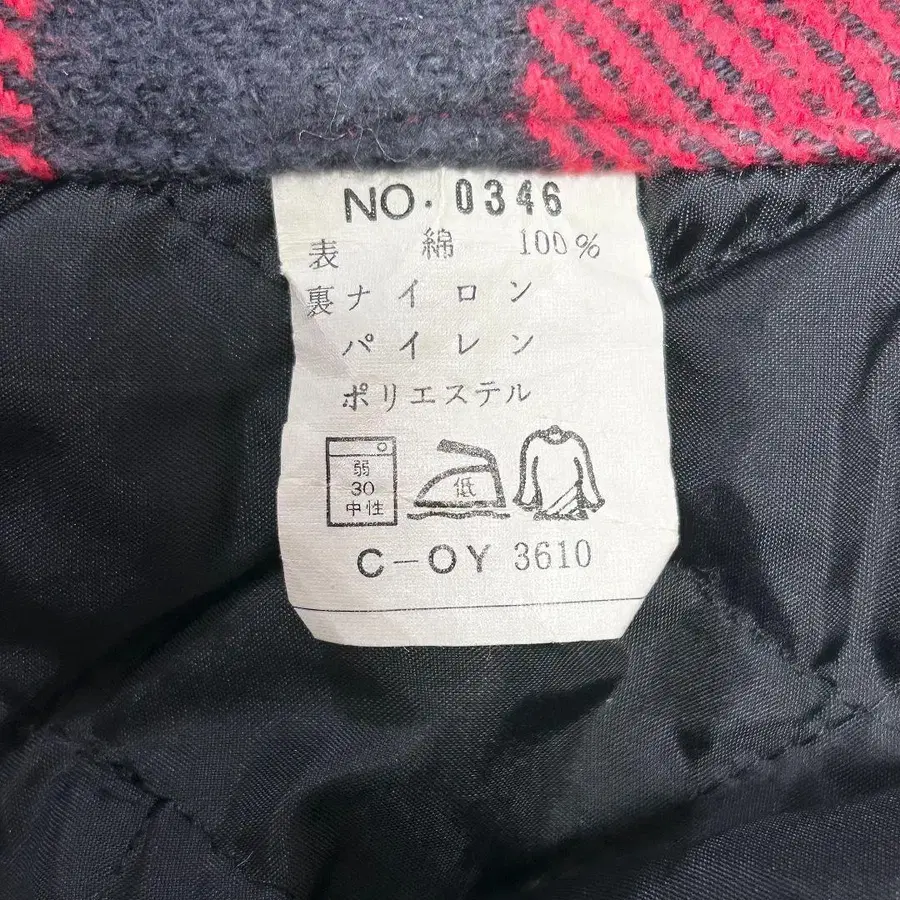 NO. 0346
表 綿 100%
裏 ナイロン
パイレン
ポリエステル
弱
30
中性
低
C-OY 3610